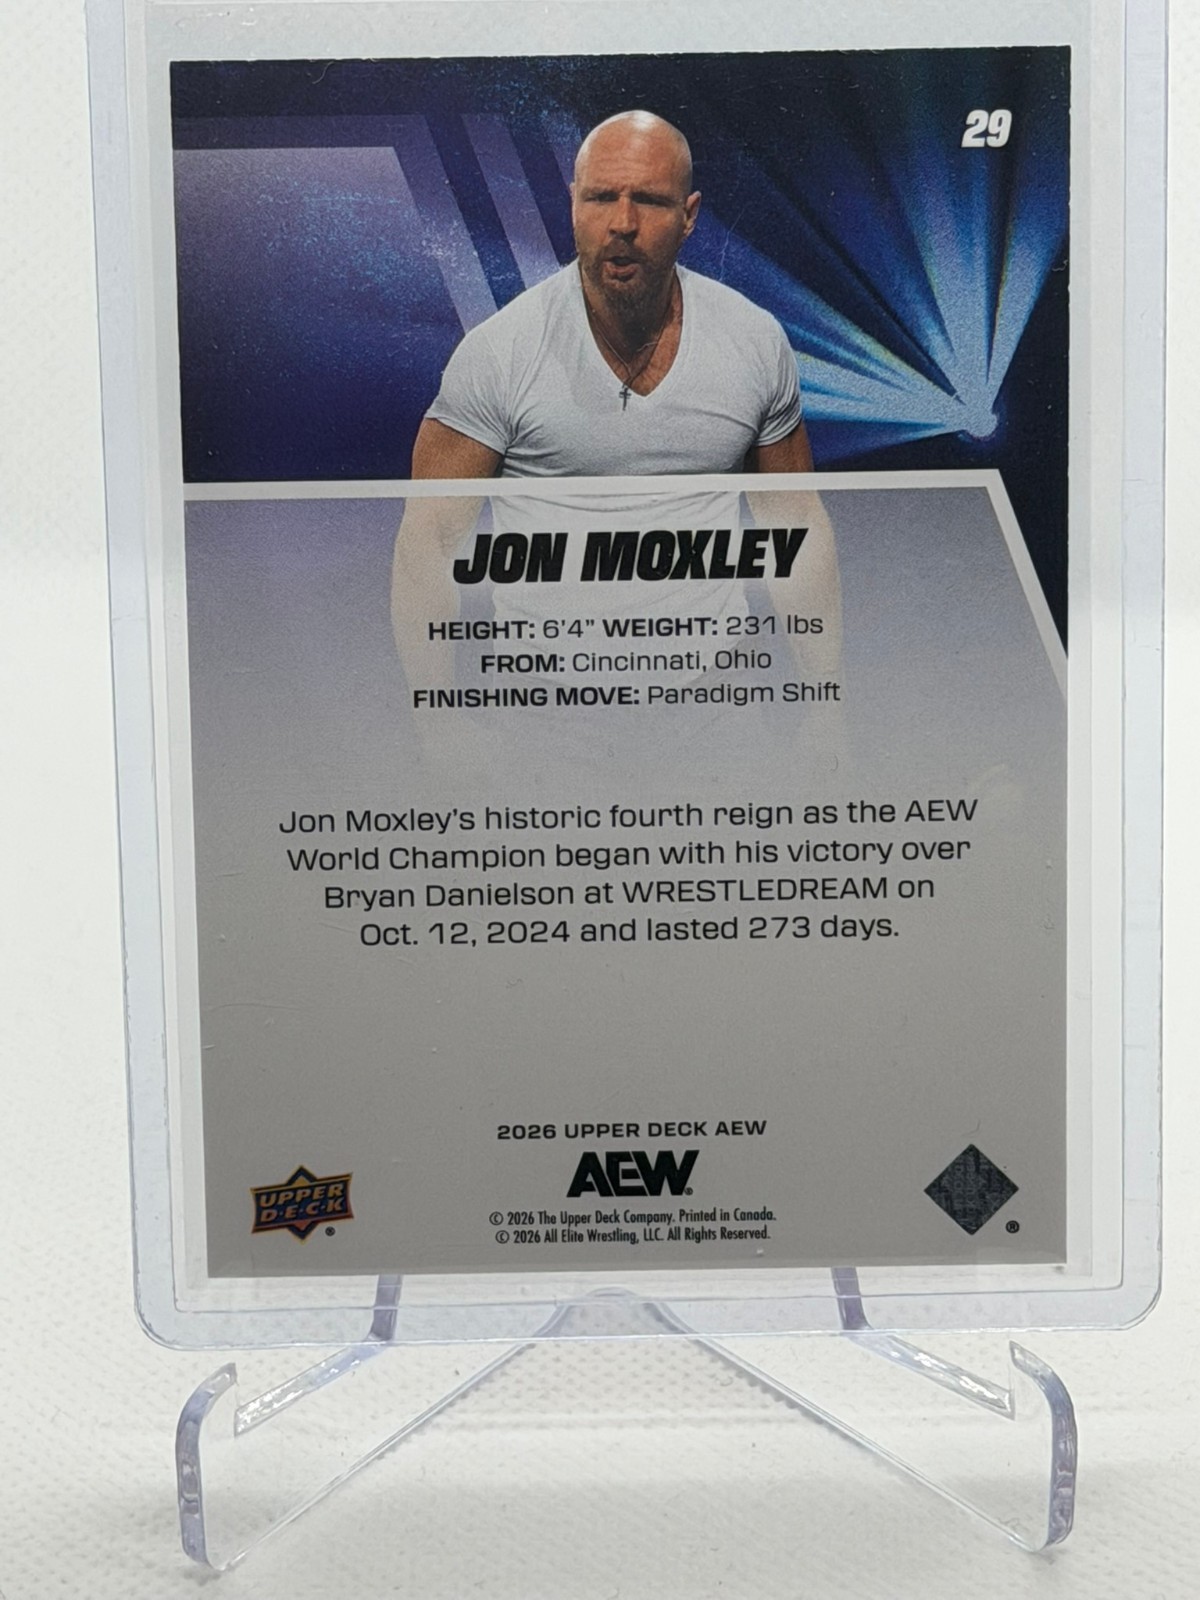 29
JON MOXLEY
HEIGHT: 6'4" WEIGHT: 231 lbs
FROM: Cincinnati, Ohio
FINISHING MOVE: Paradigm Shift
Jon Moxley's historic fourth reign as the AEW
World Champion began with his victory over
Bryan Danielson at WRESTLEDREAM on
Oct. 12, 2024 and lasted 273 days.
2026 UPPER DECK AEW
AEW®
UPPER
D·E·C·K
®
®
© 2026 The Upper Deck Company. Printed in Canada.
© 2026 All Elite Wrestling, LLC. All Rights Reserved.